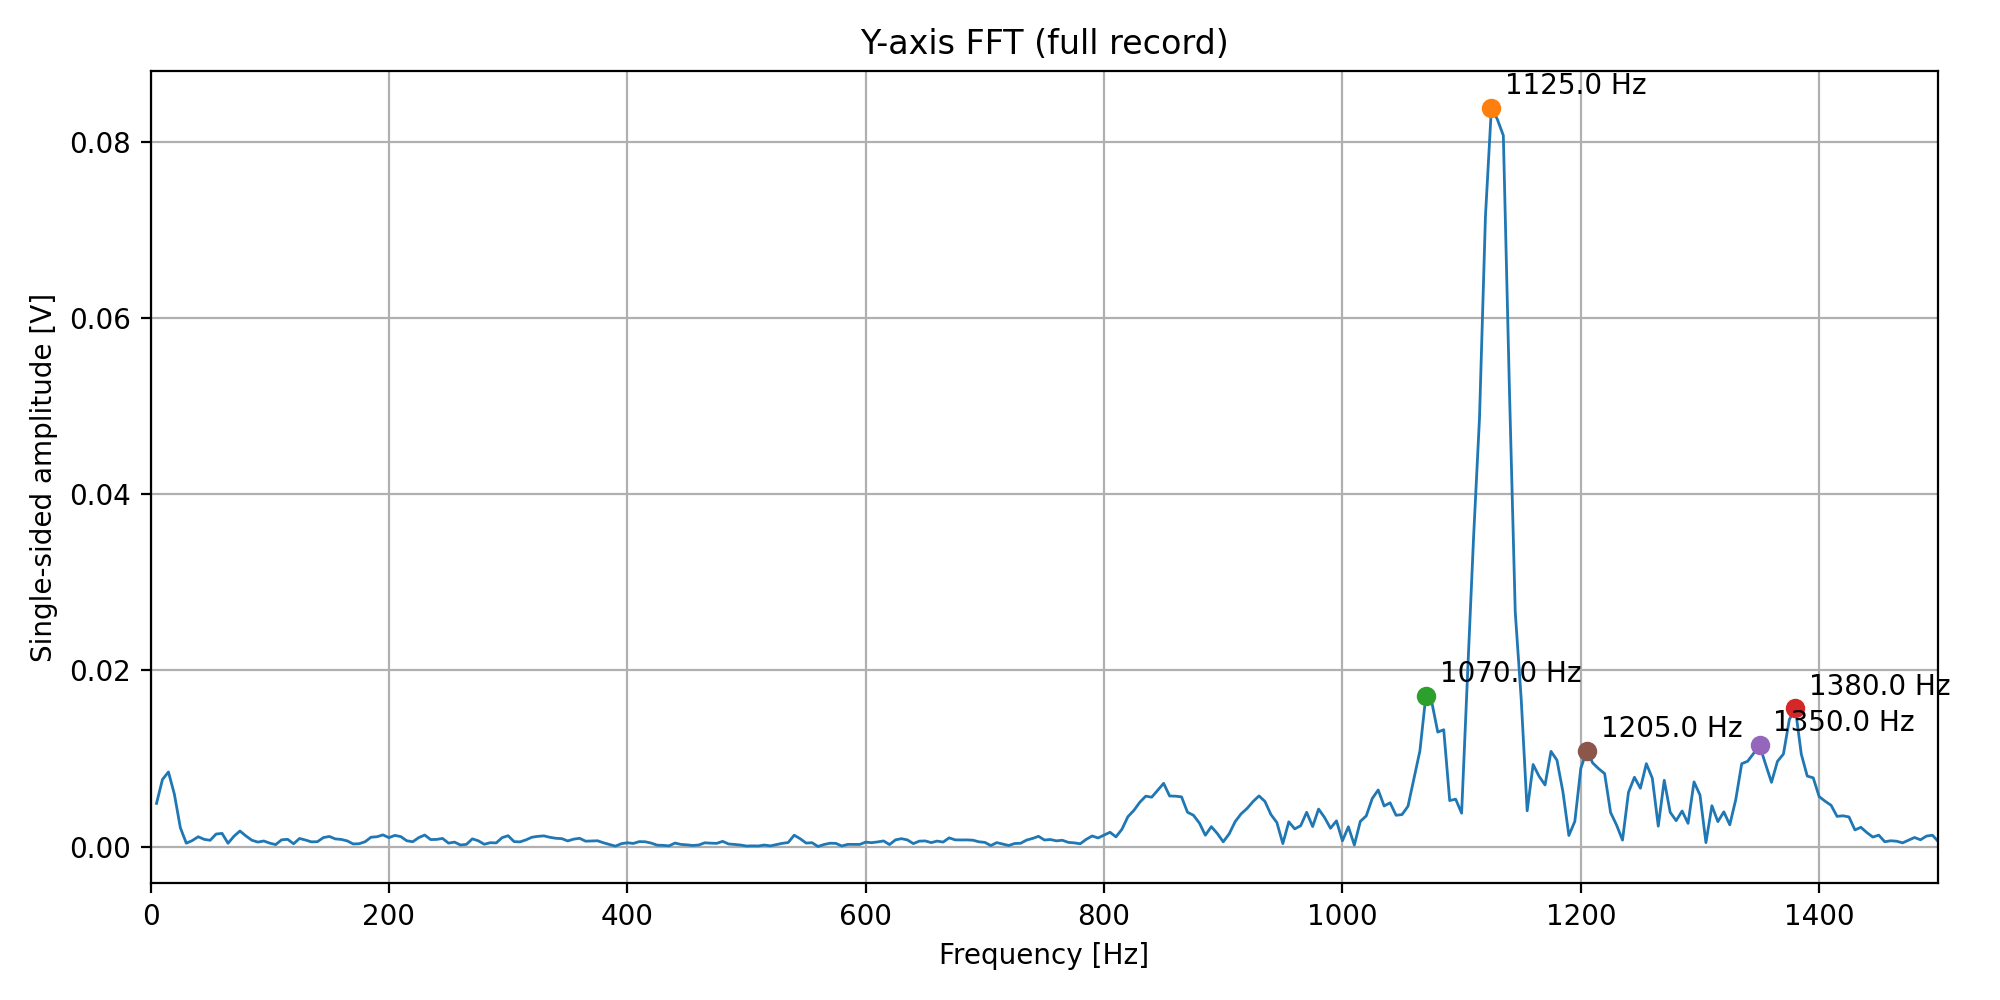 Y-axis FFT (full record)
Single-sided amplitude [V]
0.08
0.06
0.04
0.02
0.00
1125.0 Hz
1070.0 Hz
1380.0 Hz
1350.0 Hz
1205.0 Hz
0 200 400 600 800 1000 1200 1400
Frequency [Hz]